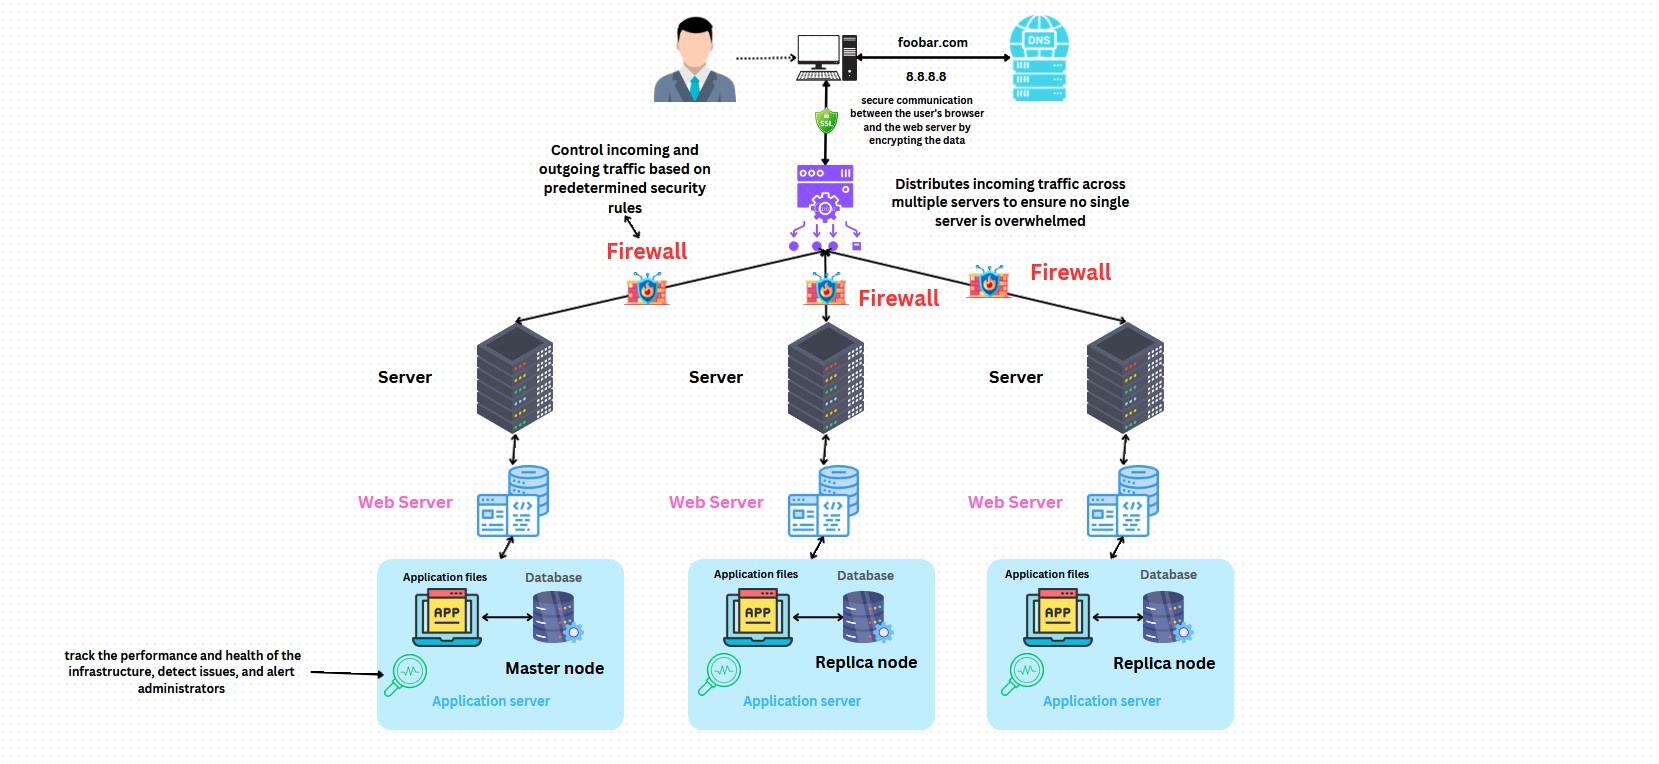 foobar.com
DNS
8.8.8.8
secure communication
between the user's browser
and the web server by
encrypting the data
SSL
Control incoming and
outgoing traffic based on
predetermined security
rules
Distributes incoming traffic across
multiple servers to ensure no single
server is overwhelmed
Firewall
Firewall
Firewall
Server
Server
Server
Web Server
Web Server
Web Server
Application files
Database
APP
Master node
Application server
Application files
Database
APP
Replica node
Application server
Application files
Database
APP
Replica node
Application server
track the performance and health of the
infrastructure, detect issues, and alert
administrators